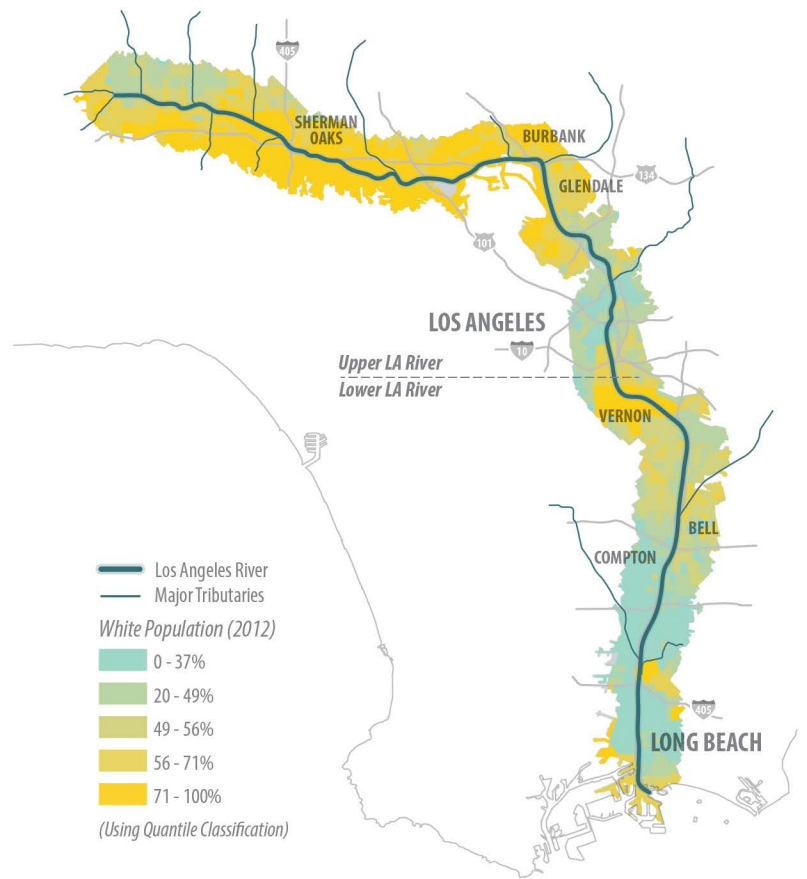 405
SHERMAN
OAKS
BURBANK
GLENDALE
134
101
LOS ANGELES
10
Upper LA River
Lower LA River
VERNON
BELL
COMPTON
Los Angeles River
Major Tributaries
White Population (2012)
0 - 37%
20 - 49%
49 - 56%
56 - 71%
71 - 100%
(Using Quantile Classification)
405
LONG BEACH